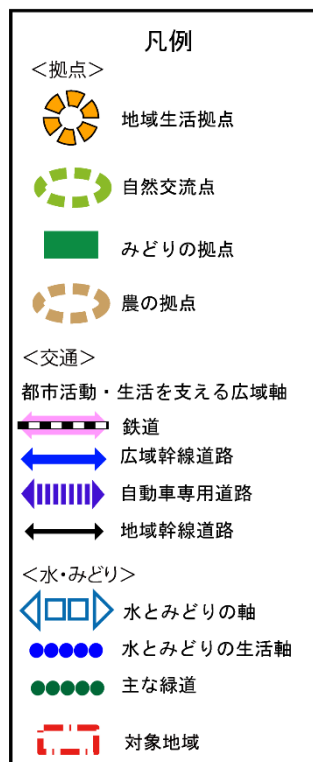 凡例
<拠点>
地域生活拠点
自然交流点
みどりの拠点
農の拠点
<交通>
都市活動・生活を支える広域軸
鉄道
広域幹線道路
自動車専用道路
地域幹線道路
<水・みどり>
水とみどりの軸
水とみどりの生活軸
主な緑道
対象地域